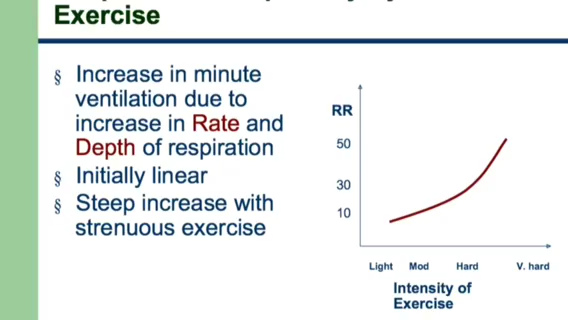 Exercise
§ Increase in minute
ventilation due to
increase in Rate and
Depth of respiration
§ Initially linear
§ Steep increase with
strenuous exercise
RR
50
30
10
Light Mod Hard V. hard
Intensity of
Exercise